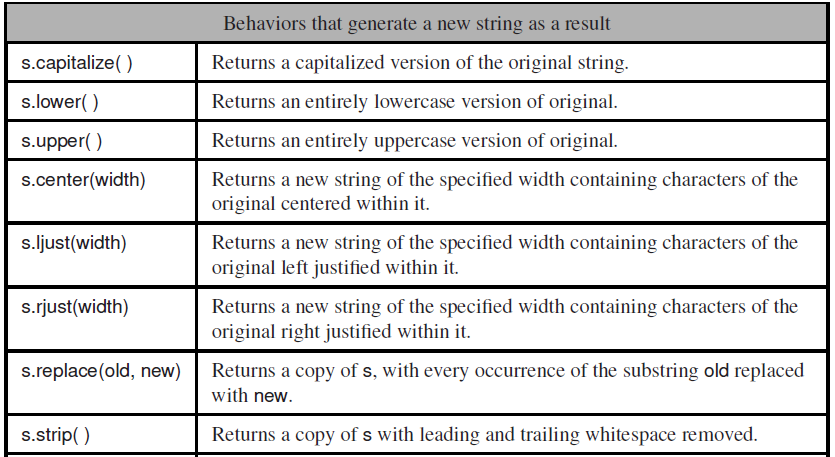 Behaviors that generate a new string as a result
s.capitalize( ) Returns a capitalized version of the original string.
s.lower( ) Returns an entirely lowercase version of original.
s.upper( ) Returns an entirely uppercase version of original.
s.center(width) Returns a new string of the specified width containing characters of the
original centered within it.
s.ljust(width) Returns a new string of the specified width containing characters of the
original left justified within it.
s.rjust(width) Returns a new string of the specified width containing characters of the
original right justified within it.
s.replace(old, new) Returns a copy of s, with every occurrence of the substring old replaced
with new.
s.strip( ) Returns a copy of s with leading and trailing whitespace removed.